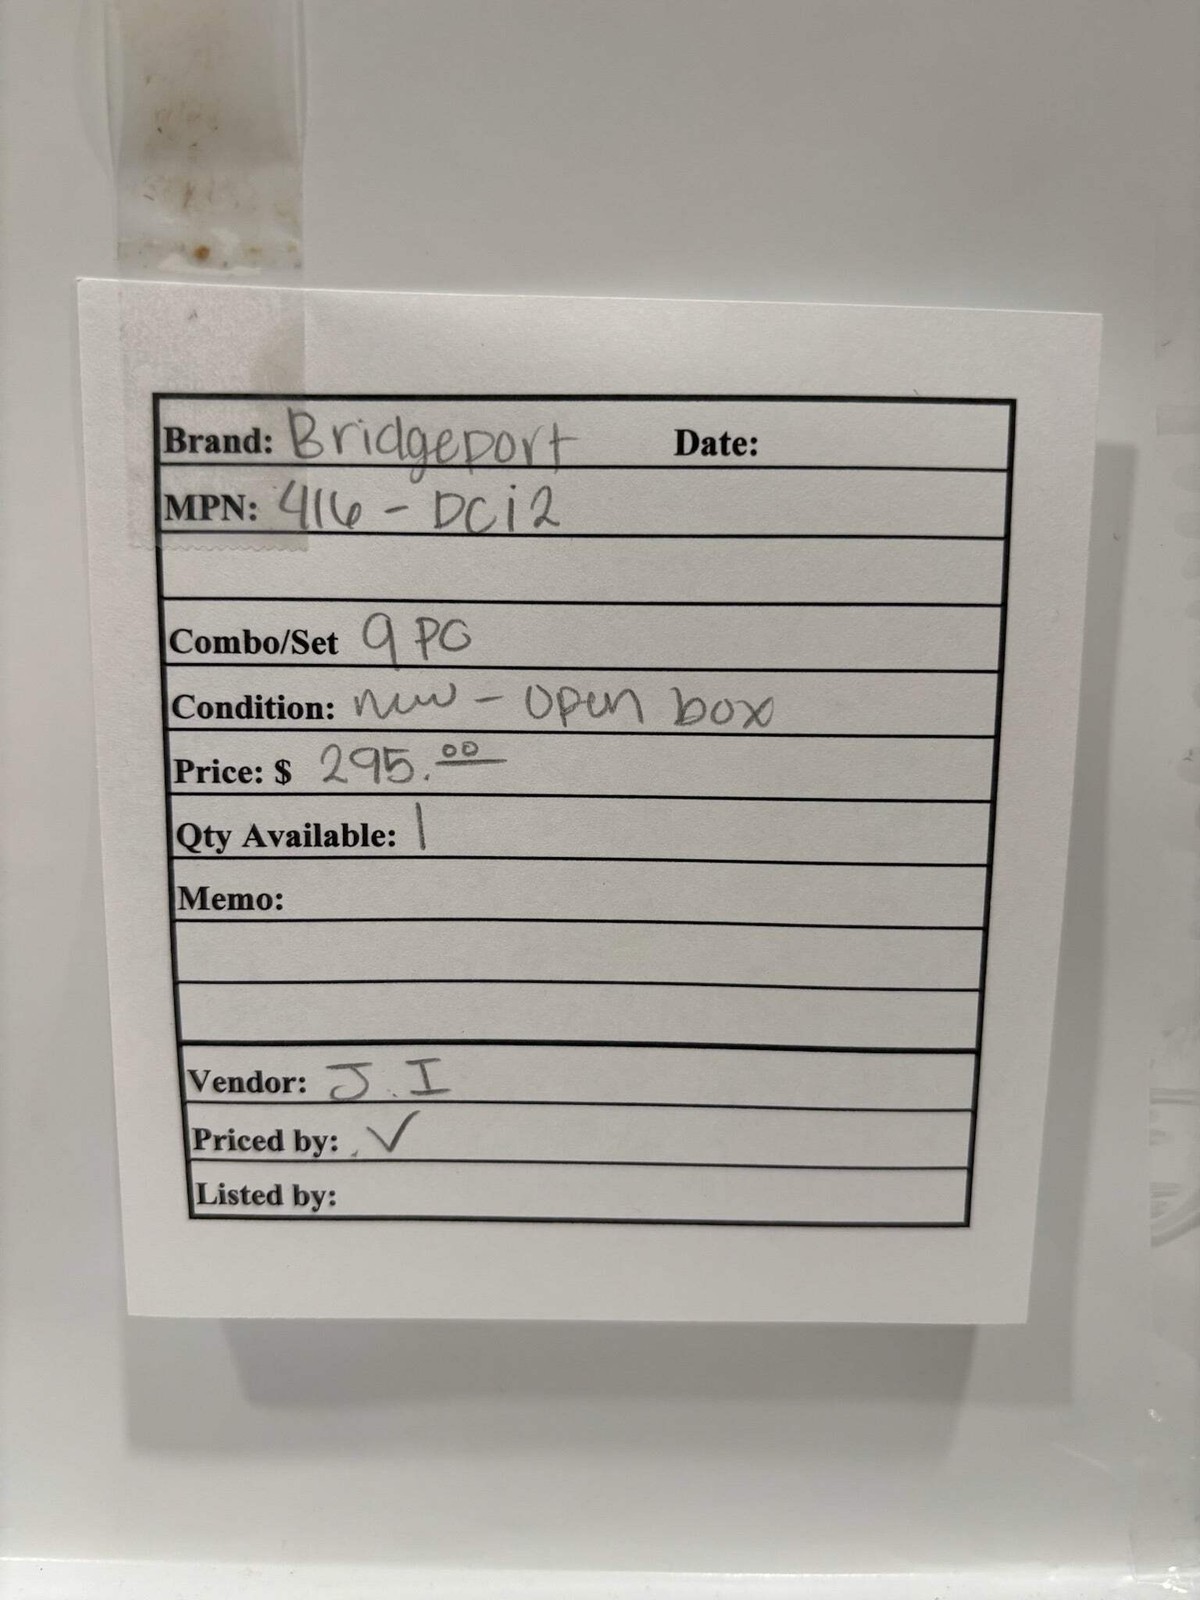 Brand: Bridgeport Date:
MPN: 416 - DCi2
Combo/Set 9 PC
Condition: new - open box
Price: $ 295.00
Qty Available: 1
Memo:
Vendor: J.I
Priced by: ✓
Listed by: